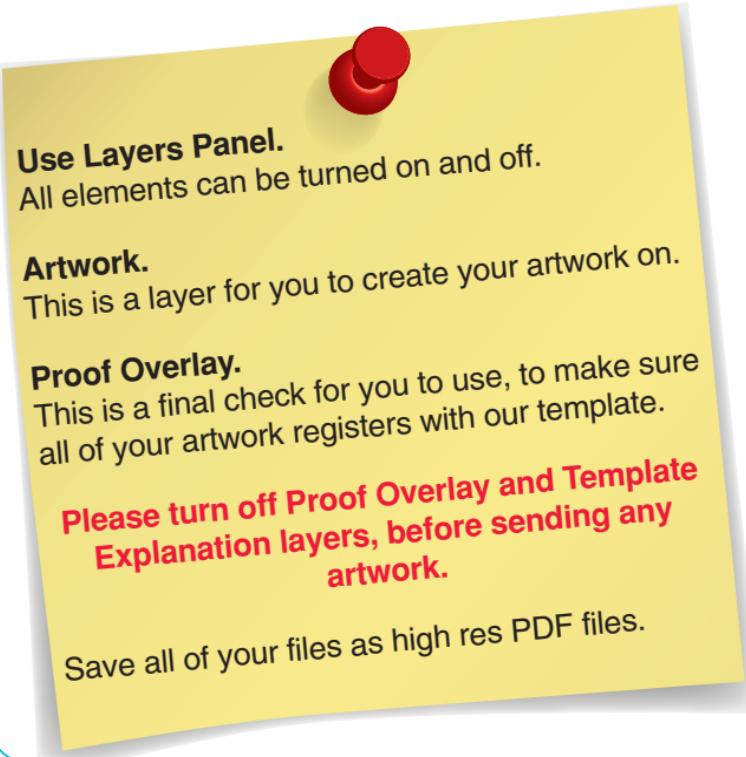 Use Layers Panel.
All elements can be turned on and off.
Artwork.
This is a layer for you to create your artwork on.
Proof Overlay.
This is a final check for you to use, to make sure
all of your artwork registers with our template.
Please turn off Proof Overlay and Template
Explanation layers, before sending any
artwork.
Save all of your files as high res PDF files.